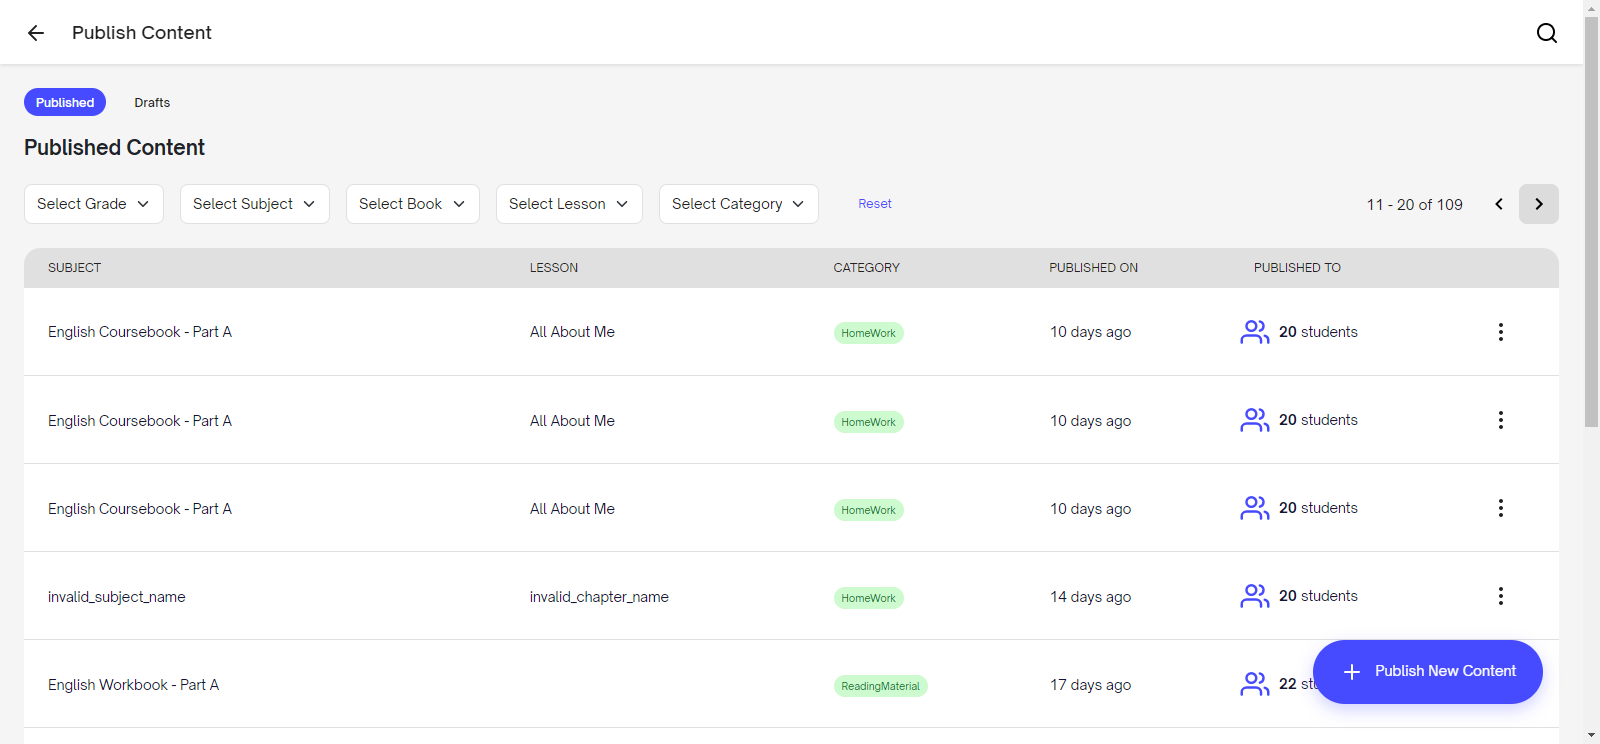 Publish Content
Published Drafts
Published Content
Select Grade Select Subject Select Book Select Lesson Select Category Reset 11 - 20 of 109
SUBJECT LESSON CATEGORY PUBLISHED ON PUBLISHED TO
English Coursebook - Part A All About Me HomeWork 10 days ago 20 students
English Coursebook - Part A All About Me HomeWork 10 days ago 20 students
English Coursebook - Part A All About Me HomeWork 10 days ago 20 students
invalid_subject_name invalid_chapter_name HomeWork 14 days ago 20 students
English Workbook - Part A ReadingMaterial 17 days ago 22
Publish New Content